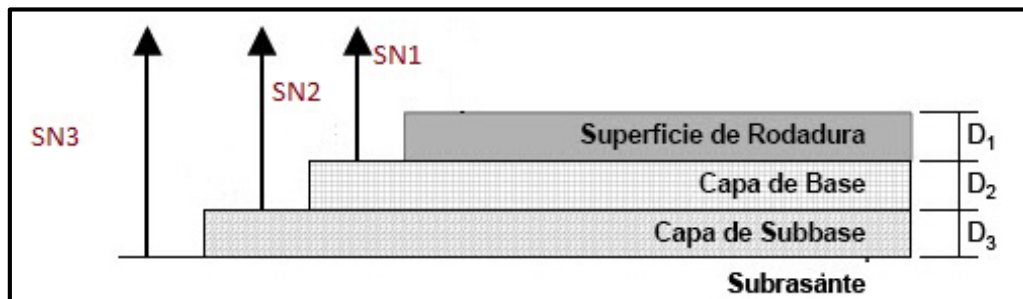 SN1
SN2
SN3
Superficie de Rodadura D₁
Capa de Base D₂
Capa de Subbase D₃
Subrasánte